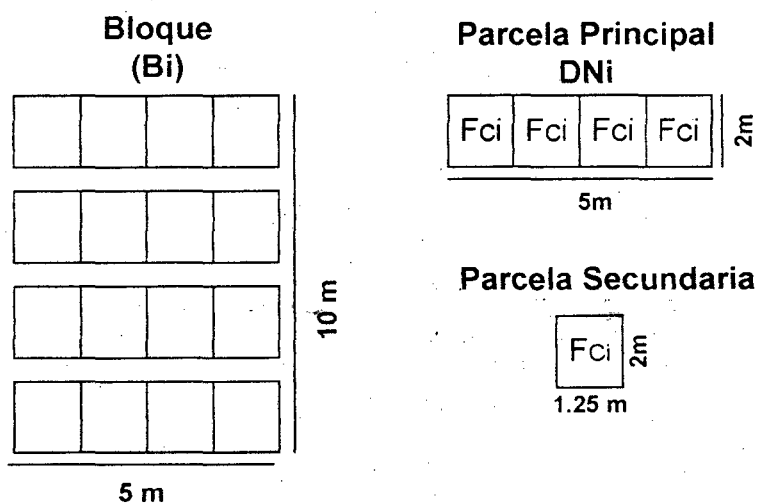 Bloque
(Bi)
10 m
5 m
Parcela Principal
DNi
Fci Fci Fci Fci
2m
5m
Parcela Secundaria
Fci
2m
1.25 m